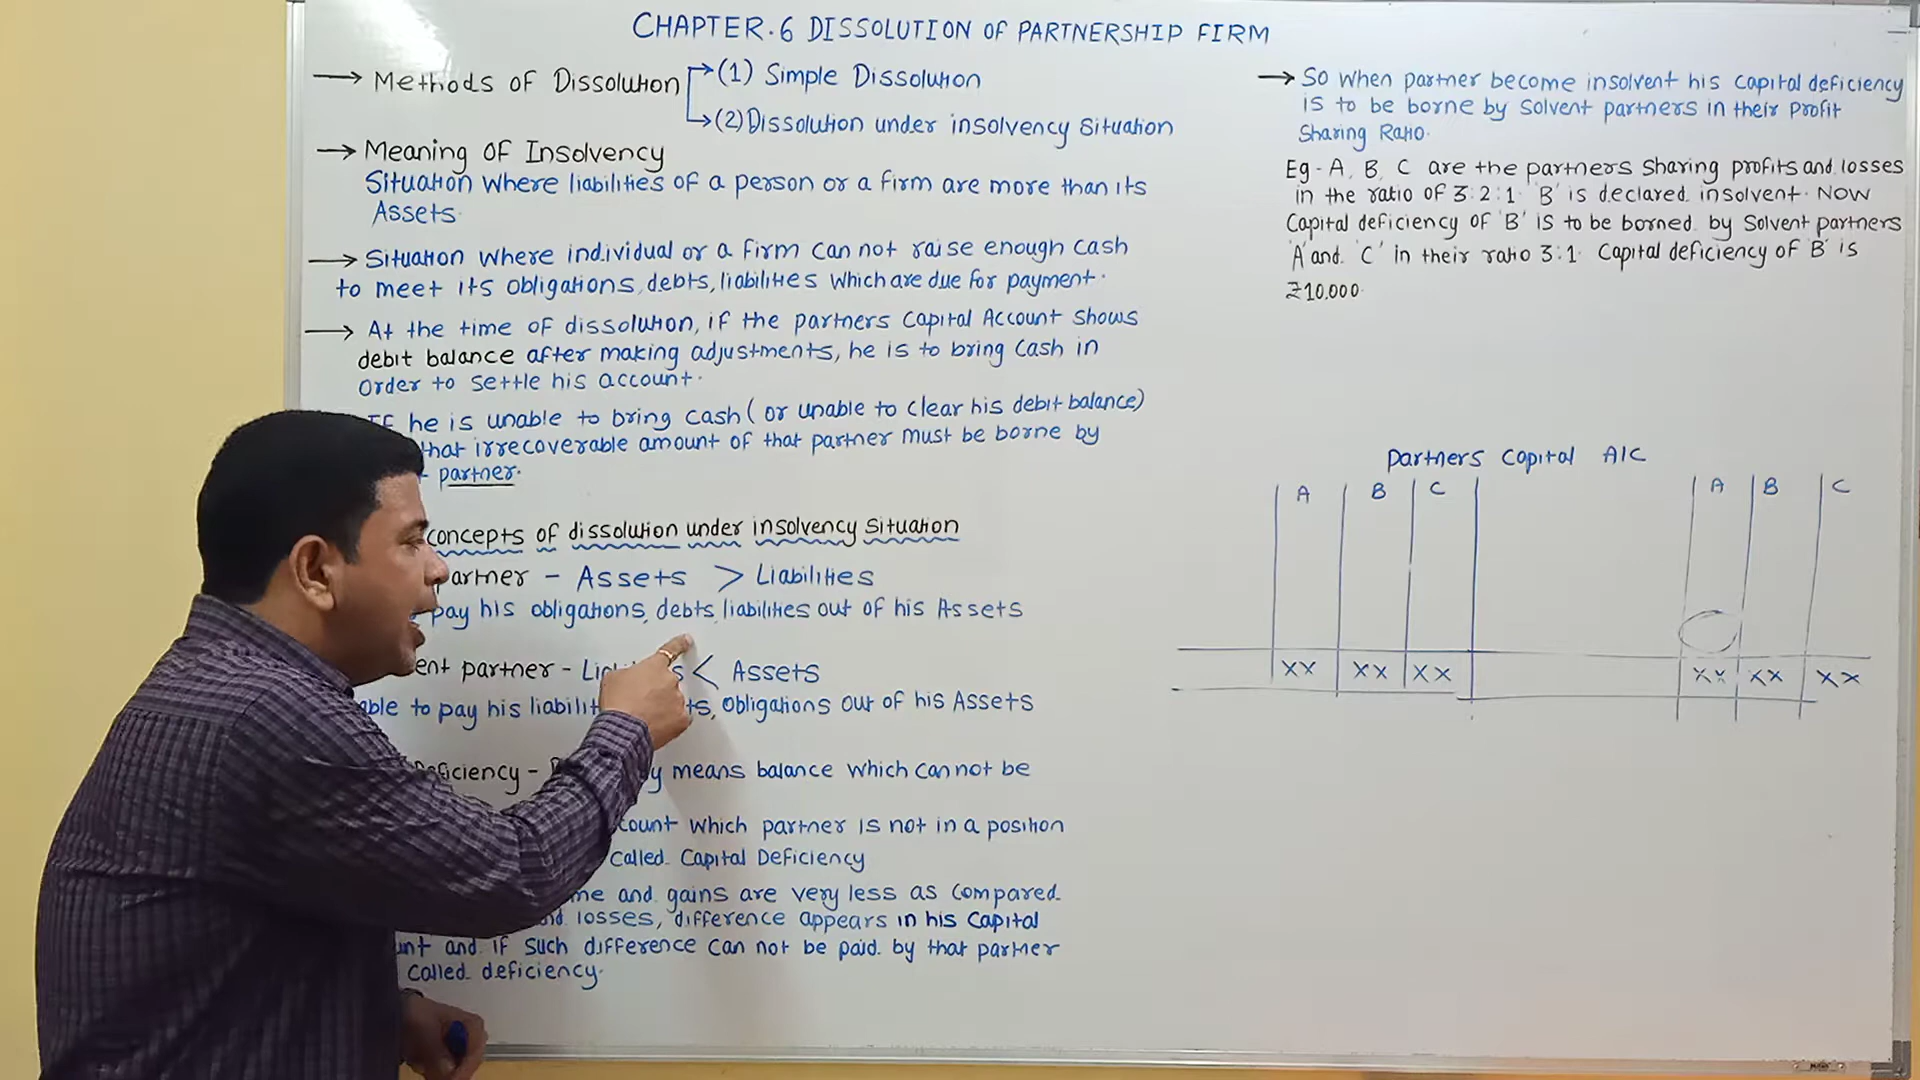 CHAPTER.6 DISSOLUTION OF PARTNERSHIP FIRM
→ Methods of Dissolution
→(1) Simple Dissolution
→(2) Dissolution under insolvency Situation
→ Meaning OF Insolvency
Situation where liabilities of a person or a firm are more than its
Assets.
→ Situation where individual or a firm can not raise enough cash
to meet its obligations, debts, liabilities which are due for payment.
→ At the time of dissolution, if the partners Capital Account shows
debit balance after making adjustments, he is to bring cash in
order to settle his account.
IF he is unable to bring cash (or unable to clear his debit balance)
that irrecoverable amount of that partner must be borne by
partner.
concepts of dissolution under insolvency situation
partner - Assets > Liabilities
pay his obligations, debts, liabilities out of his Assets
partner - < Assets
to pay his obligations out of his Assets
Deficiency - means balance which cannot be
which partner is not in a position
called Capital Deficiency
and gains are very less as compared
losses, difference appears in his Capital
and if such difference can not be paid by that partner
called deficiency.
→ So when partner become insolvent his capital deficiency
is to be borne by solvent partners in their profit
Sharing Ratio.
Eg - A, B, C are the partners sharing profits and losses
in the ratio of 3:2:1. 'B' is declared insolvent. Now
Capital deficiency of 'B' is to be borned by solvent partners
'A' and 'C' in their ratio 3:1. Capital deficiency of 'B' is
₹10,000.
Partners Capital A/C
A B C A B C
XX XX XX XX XX XX